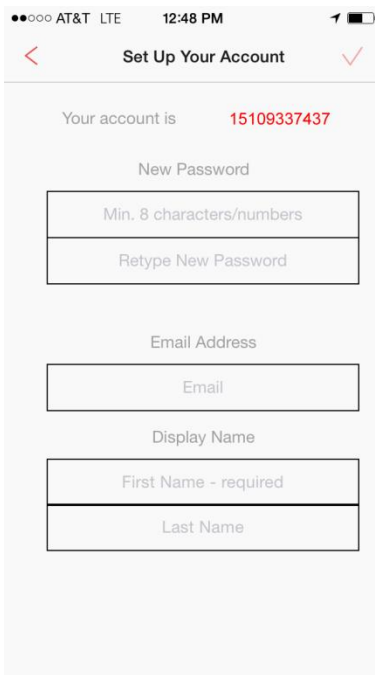 AT&T LTE 12:48 PM
Set Up Your Account
Your account is 15109337437
New Password
Min. 8 characters/numbers
Retype New Password
Email Address
Email
Display Name
First Name - required
Last Name